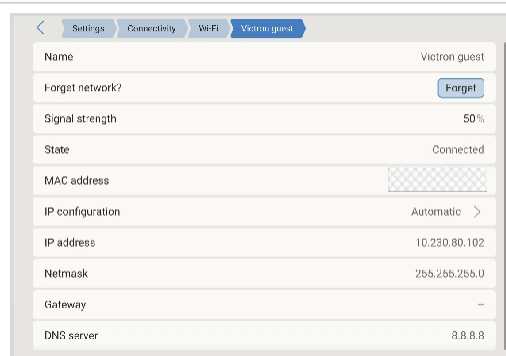 Settings Connectivity Wi-Fi Victron guest
Name Victron guest
Forget network? Forget
Signal strength 50%
State Connected
MAC address
IP configuration Automatic
IP address 10.230.80.102
Netmask 255.255.255.0
Gateway –
DNS server 8.8.8.8